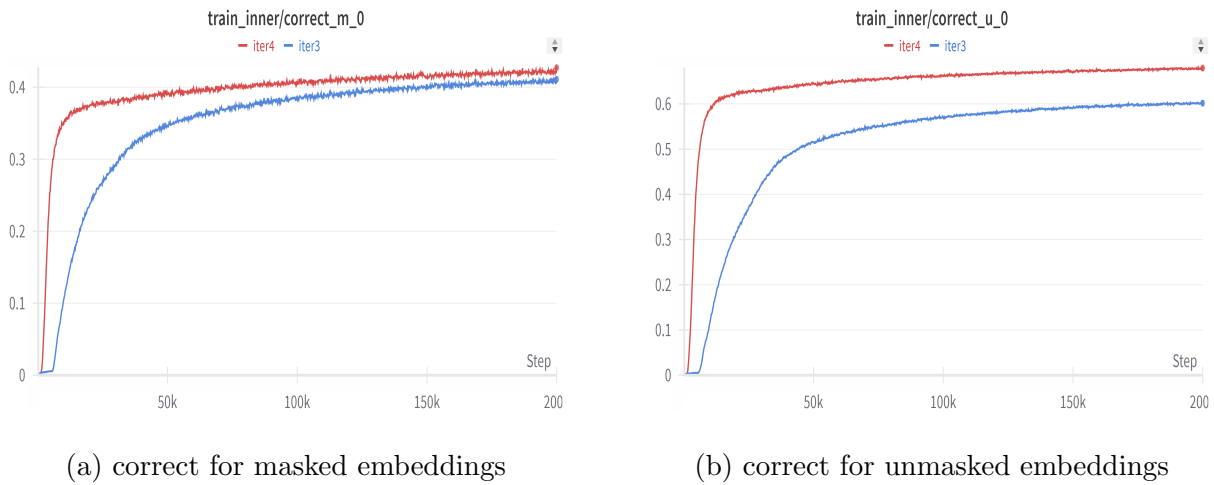 train_inner/correct_m_0
iter4 iter3
0.4
0.3
0.2
0.1
0
Step
50k 100k 150k 200
(a) correct for masked embeddings
train_inner/correct_u_0
iter4 iter3
0.6
0.5
0.4
0.3
0.2
0.1
0
Step
50k 100k 150k 200
(b) correct for unmasked embeddings